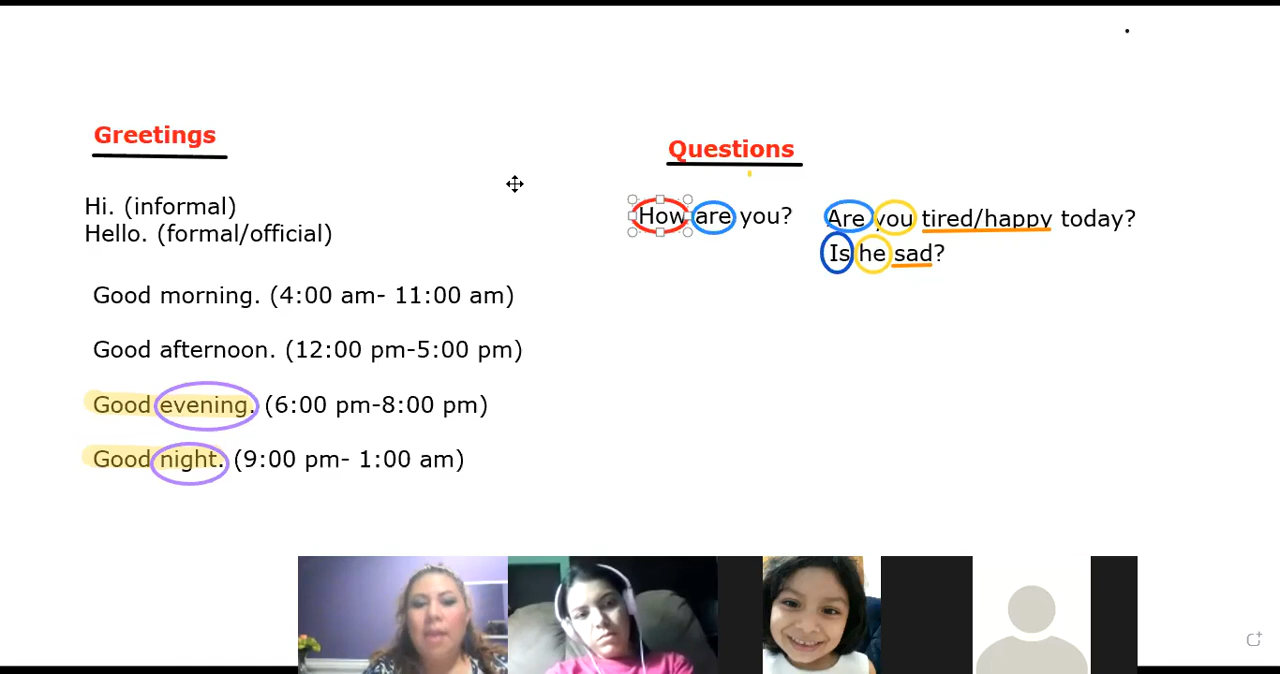 Greetings
Hi. (informal)
Hello. (formal/official)
Good morning. (4:00 am- 11:00 am)
Good afternoon. (12:00 pm-5:00 pm)
Good evening. (6:00 pm-8:00 pm)
Good night. (9:00 pm- 1:00 am)
Questions
How are you?
Are you tired/happy today?
Is he sad?